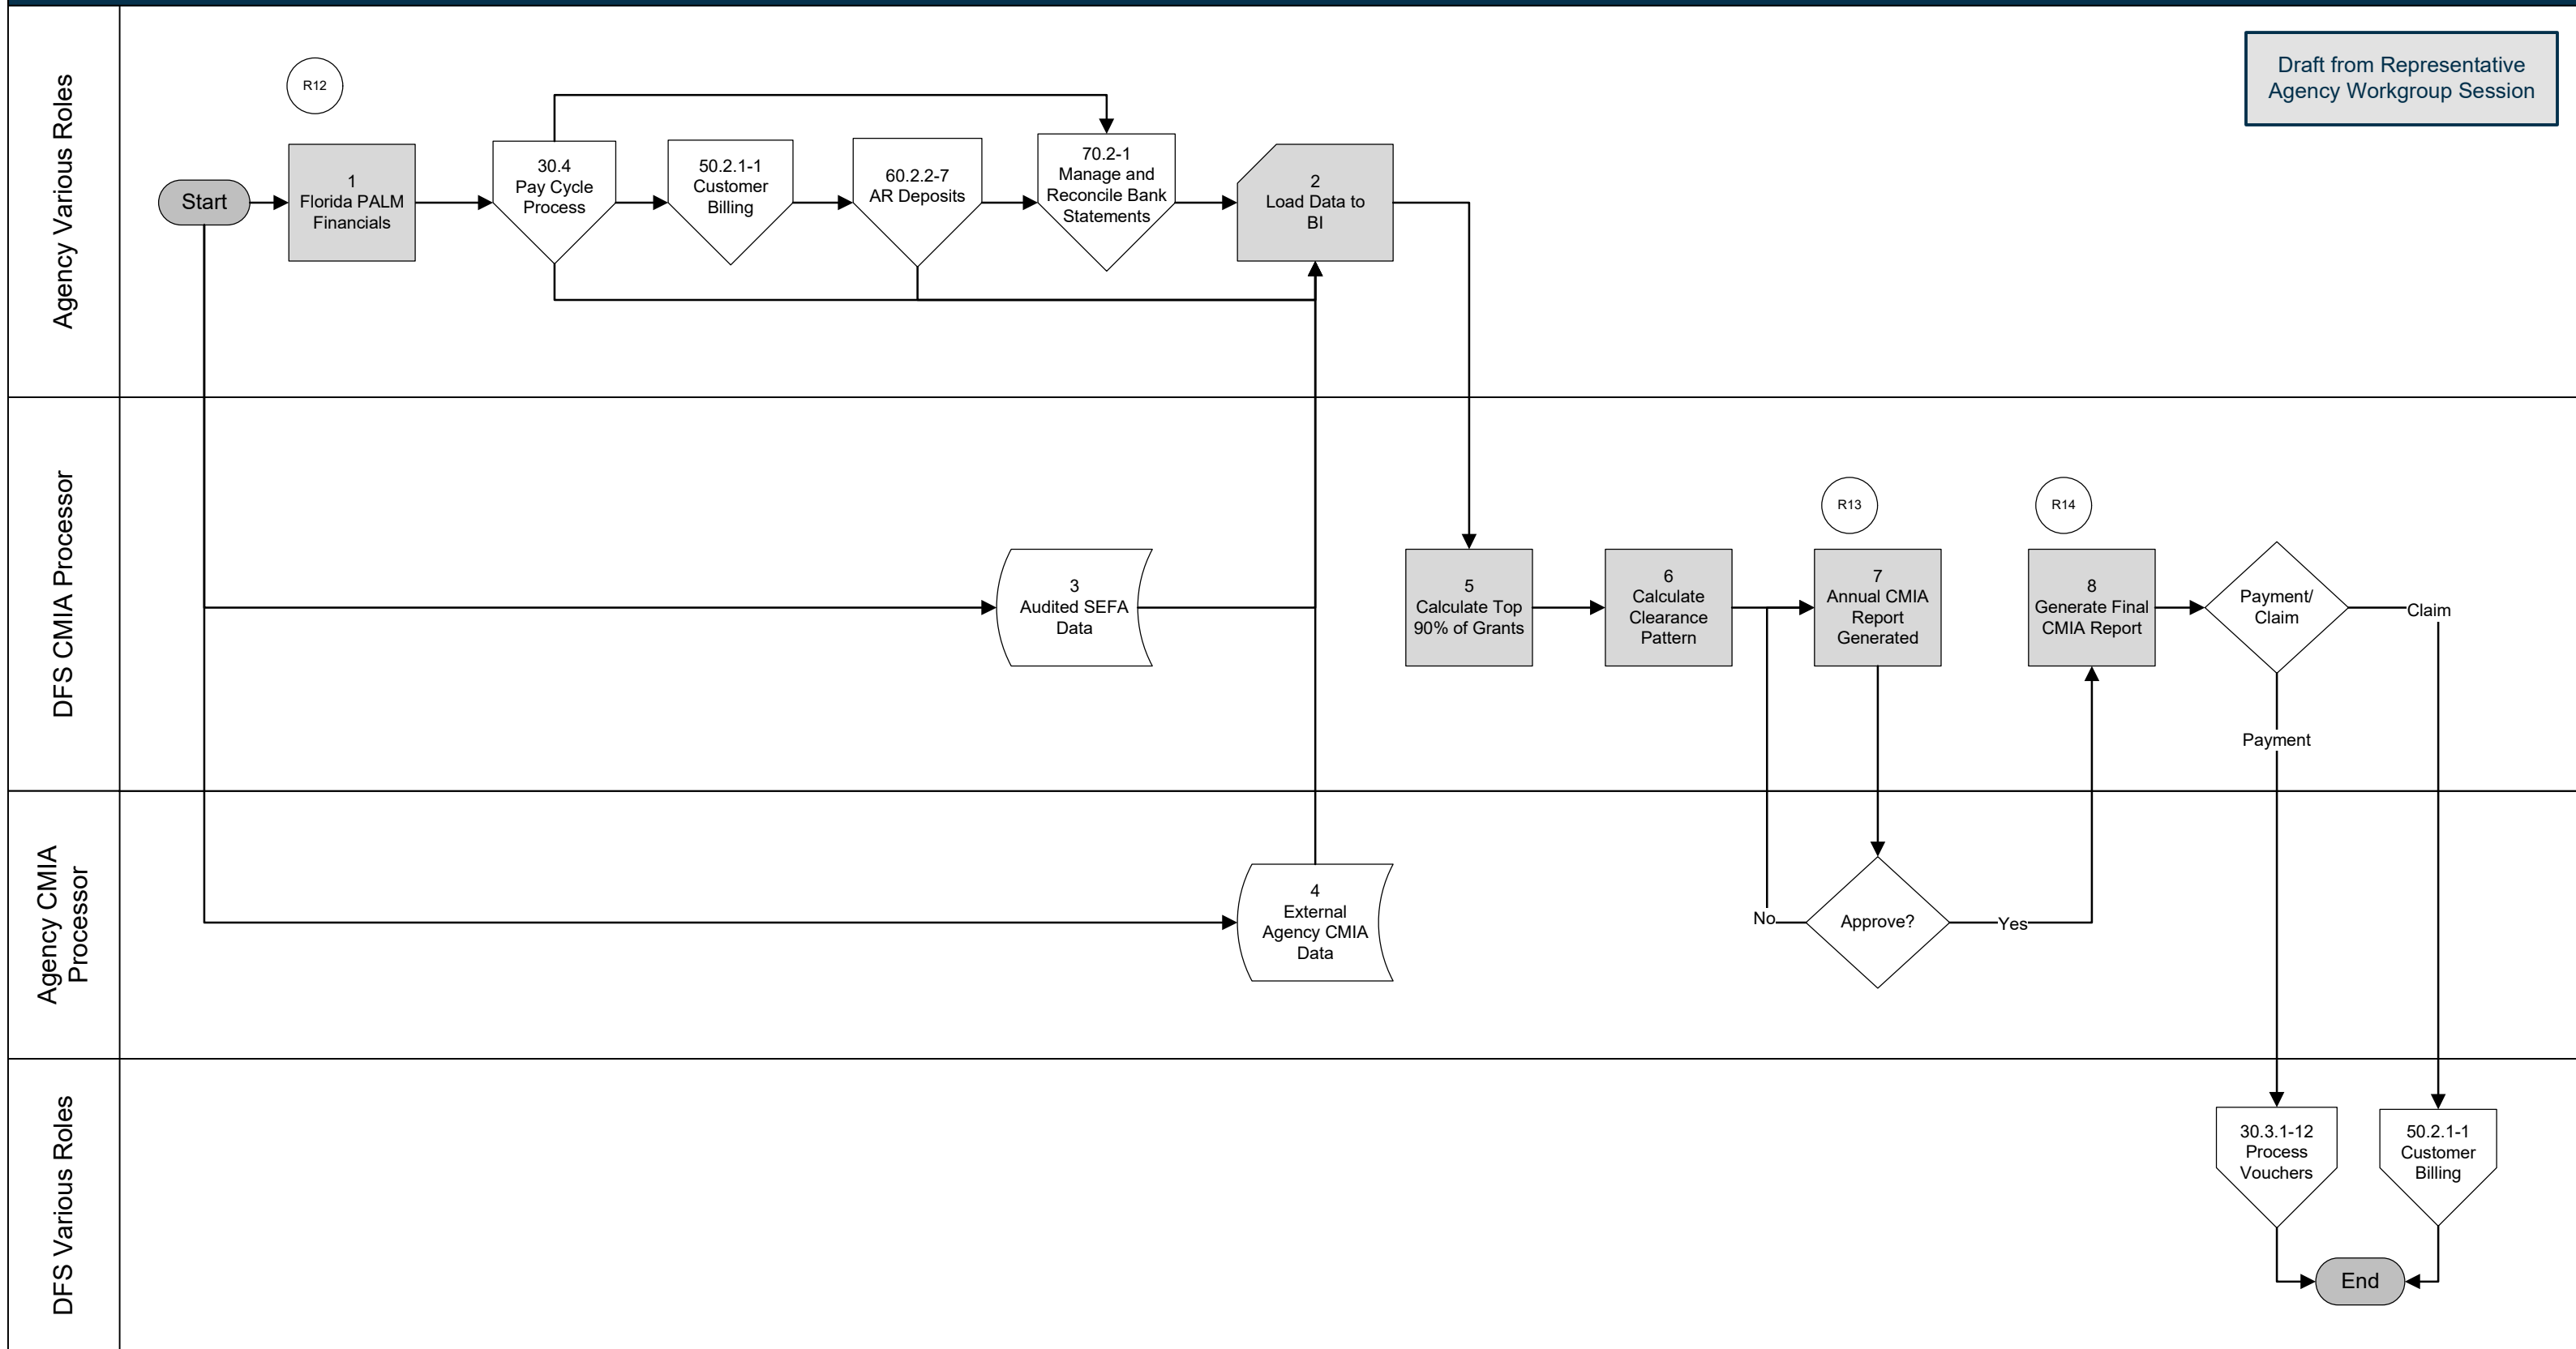 Agency Various Roles
R12
Draft from Representative
Agency Workgroup Session
Start
1
Florida PALM
Financials
30.4
Pay Cycle
Process
50.2.1-1
Customer
Billing
60.2.2-7
AR Deposits
70.2-1
Manage and
Reconcile Bank
Statements
2
Load Data to
BI
DFS CMIA Processor
3
Audited SEFA
Data
5
Calculate Top
90% of Grants
6
Calculate
Clearance
Pattern
R13
7
Annual CMIA
Report
Generated
R14
8
Generate Final
CMIA Report
Payment/
Claim
Claim
Payment
Agency CMIA
Processor
4
External
Agency CMIA
Data
No
Approve?
Yes
DFS Various Roles
30.3.1-12
Process
Vouchers
50.2.1-1
Customer
Billing
End